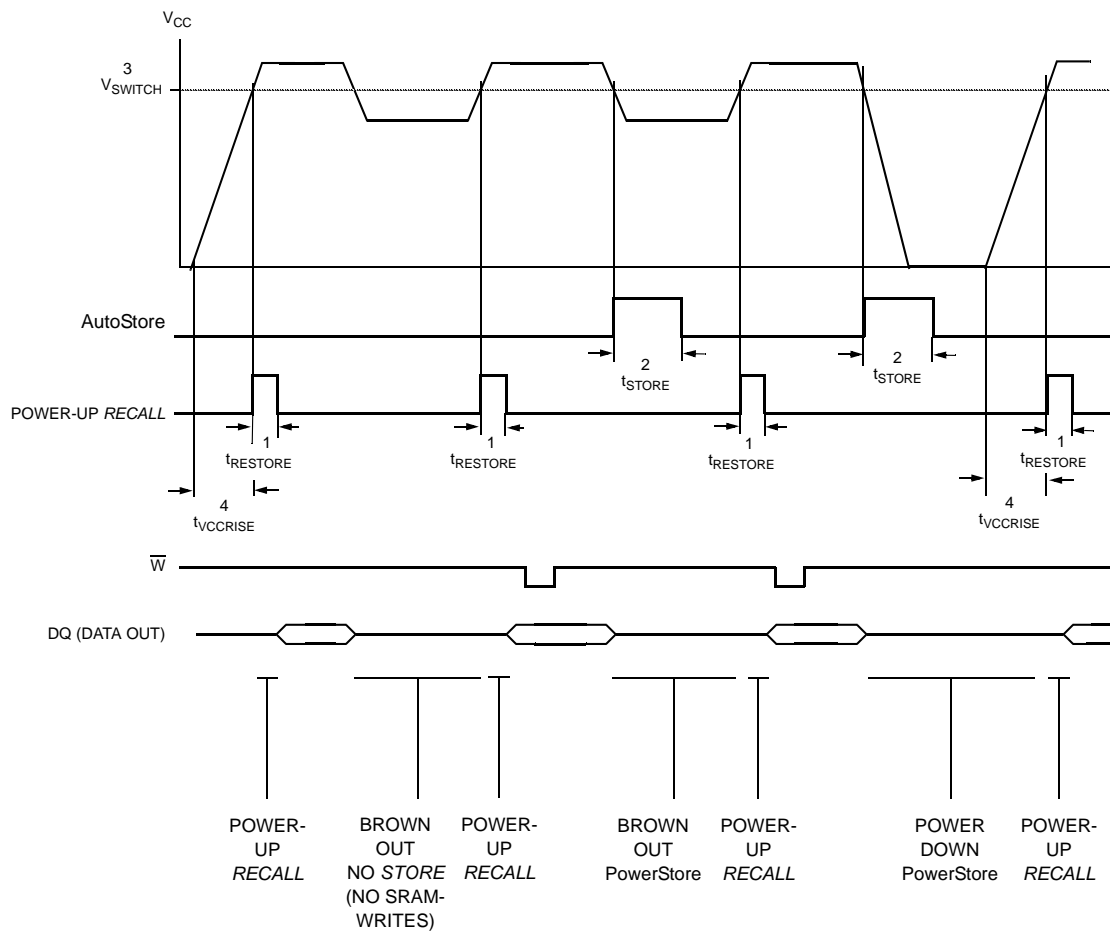 VCC
3
VSWITCH
AutoStore
2
tSTORE
2
tSTORE
POWER-UP RECALL
1
tRESTORE
1
tRESTORE
1
tRESTORE
1
tRESTORE
4
tVCCRISE
4
tVCCRISE
W̅
DQ (DATA OUT)
POWER-
UP
RECALL
BROWN
OUT
NO STORE
(NO SRAM-
WRITES)
POWER-
UP
RECALL
BROWN
OUT
PowerStore
POWER-
UP
RECALL
POWER
DOWN
PowerStore
POWER-
UP
RECALL